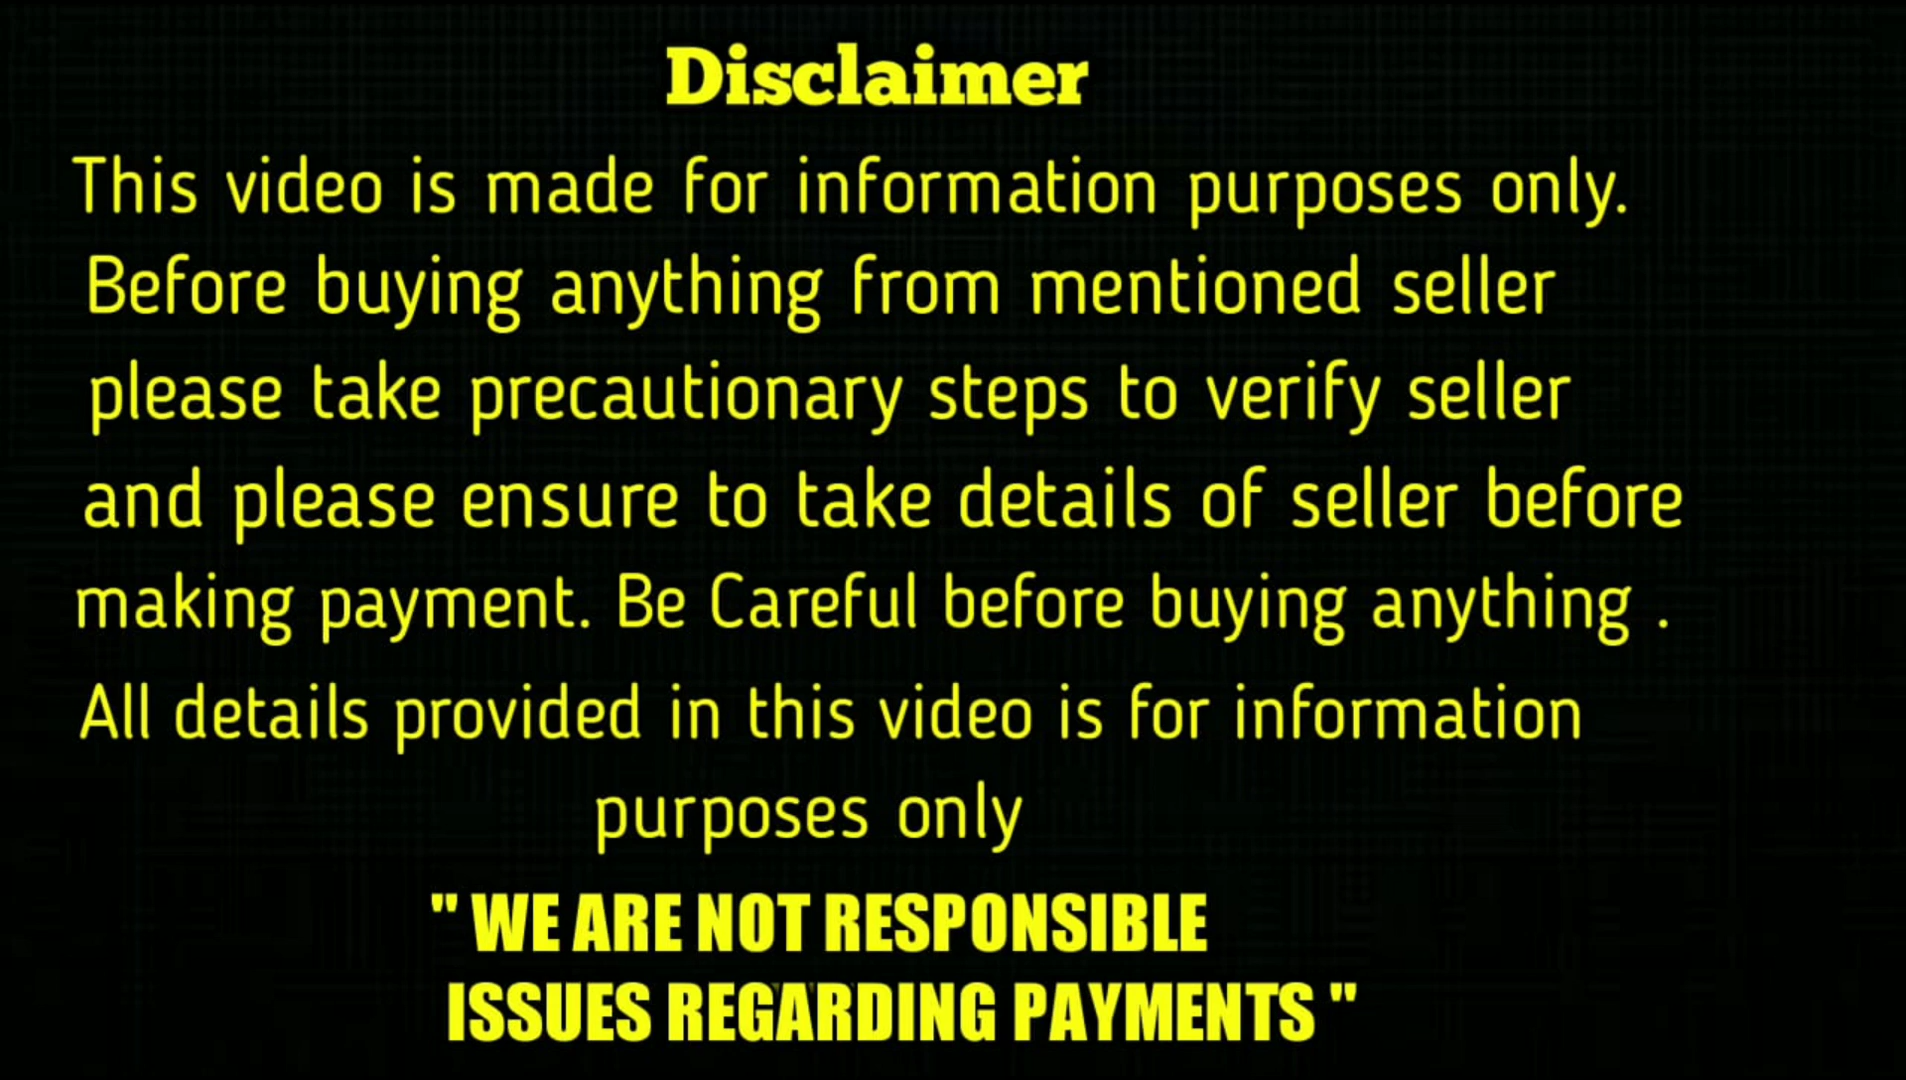 Disclaimer
This video is made for information purposes only.
Before buying anything from mentioned seller
please take precautionary steps to verify seller
and please ensure to take details of seller before
making payment. Be Careful before buying anything .
All details provided in this video is for information
purposes only
" WE ARE NOT RESPONSIBLE
ISSUES REGARDING PAYMENTS "